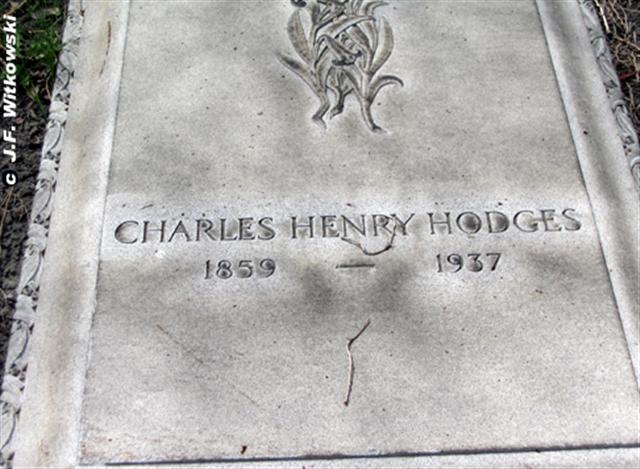 CHARLES HENRY HODGES
1859 — 1937
c J.F. Witkowski